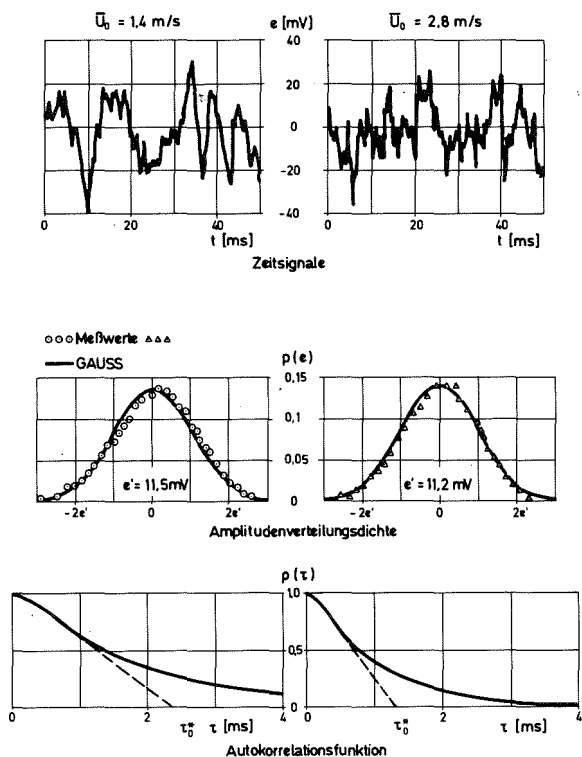 Ū₀ = 1,4 m/s e [mV] Ū₀ = 2,8 m/s
40
20
0
-20
-40
0 20 40 0 20 40
t [ms] t [ms]
Zeitsignale
○○○ Meßwerte △△△
GAUSS
p(e)
0,15
0,1
0,05
0
e' = 11,5 mV e' = 11,2 mV
-2e' 0 2e' -2e' 0 2e'
Amplitudenverteilungsdichte
ρ(τ)
1,0
0,5
0
0 2 4 0 2 4
τ₀* τ [ms] τ₀* τ [ms]
Autokorrelationsfunktion